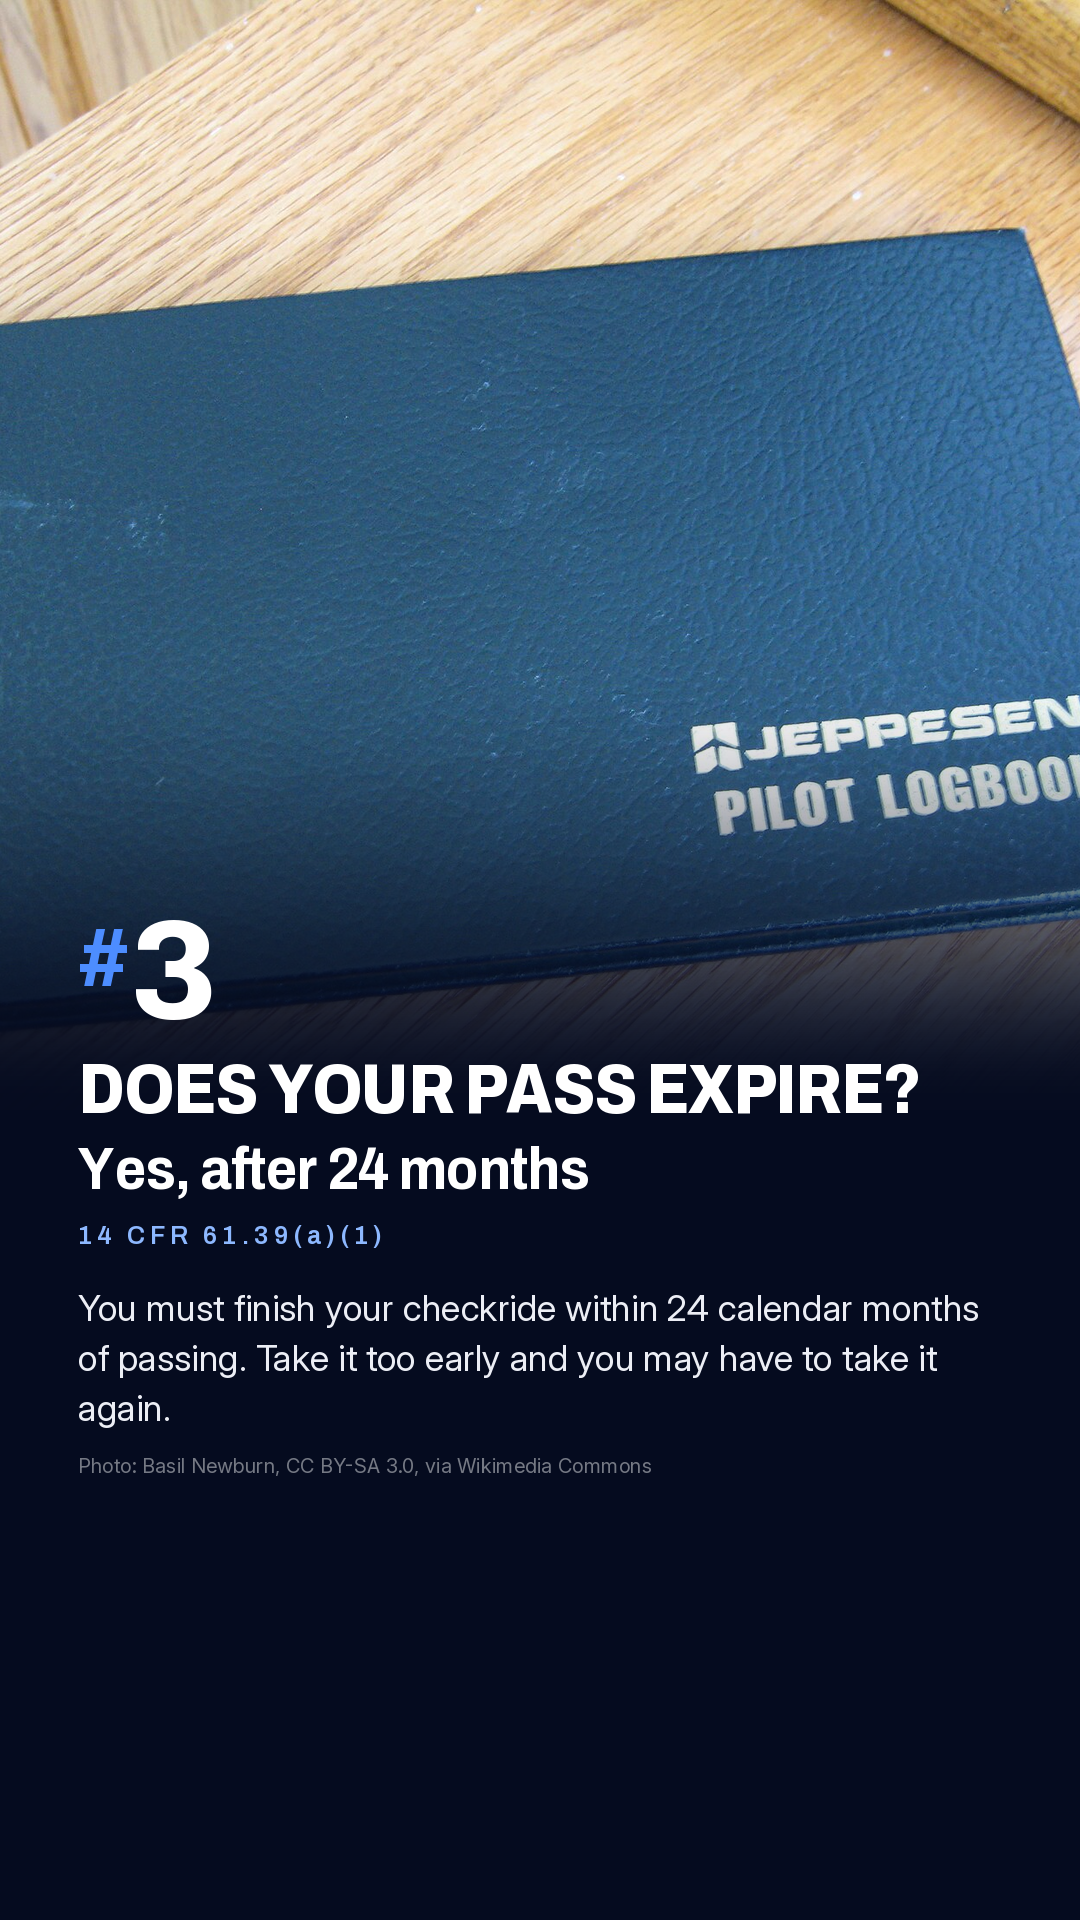 JEPPESEN
PILOT LOGBOOK
#3
DOES YOUR PASS EXPIRE?
Yes, after 24 months
14 CFR 61.39(a)(1)
You must finish your checkride within 24 calendar months
of passing. Take it too early and you may have to take it
again.
Photo: Basil Newburn, CC BY-SA 3.0, via Wikimedia Commons